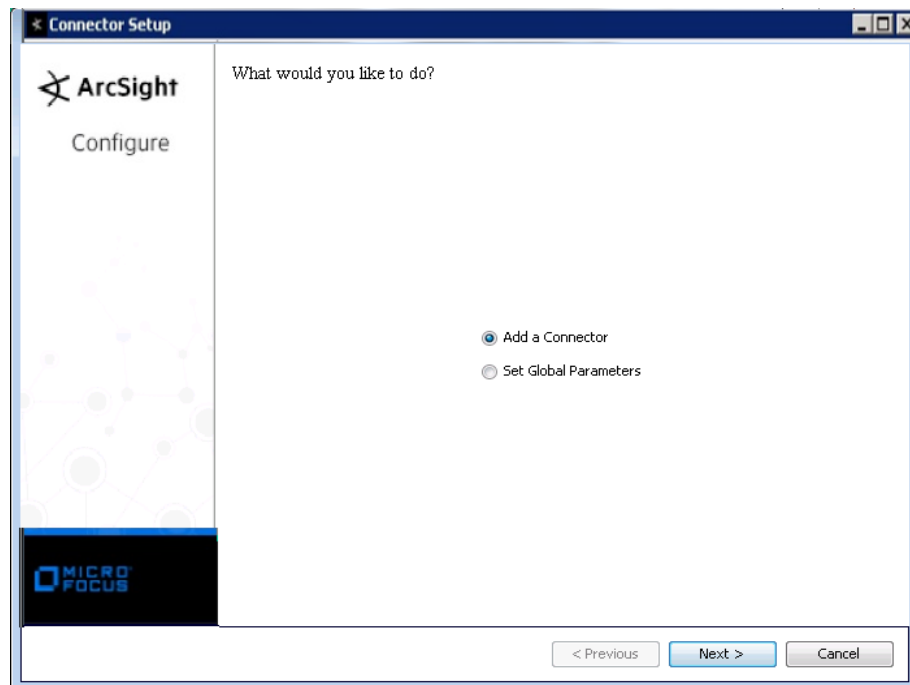 Connector Setup
ArcSight
Configure
What would you like to do?
Add a Connector
Set Global Parameters
MICRO
FOCUS
< Previous
Next >
Cancel